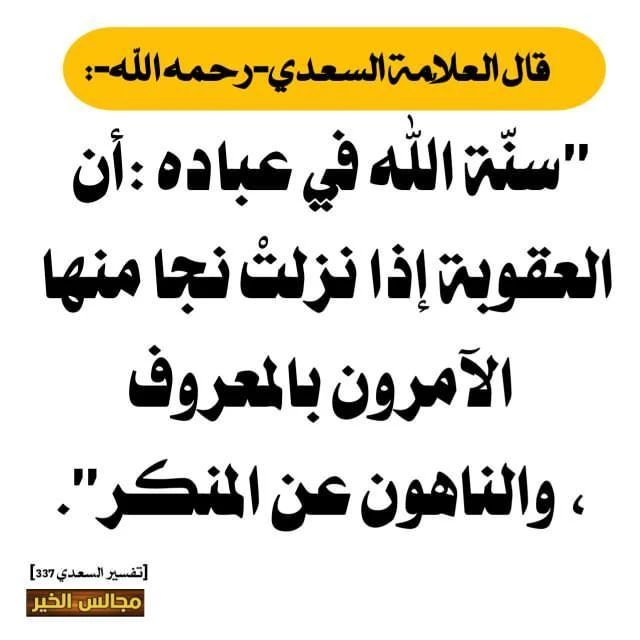 قال العلامة السعدي-رحمه الله-:
"سنّة الله في عباده :أن
العقوبة إذا نزلتْ نجا منها
الآمرون بالمعروف
، والناهون عن المنكر".
[تفسير السعدي 337]
مجالس الخير